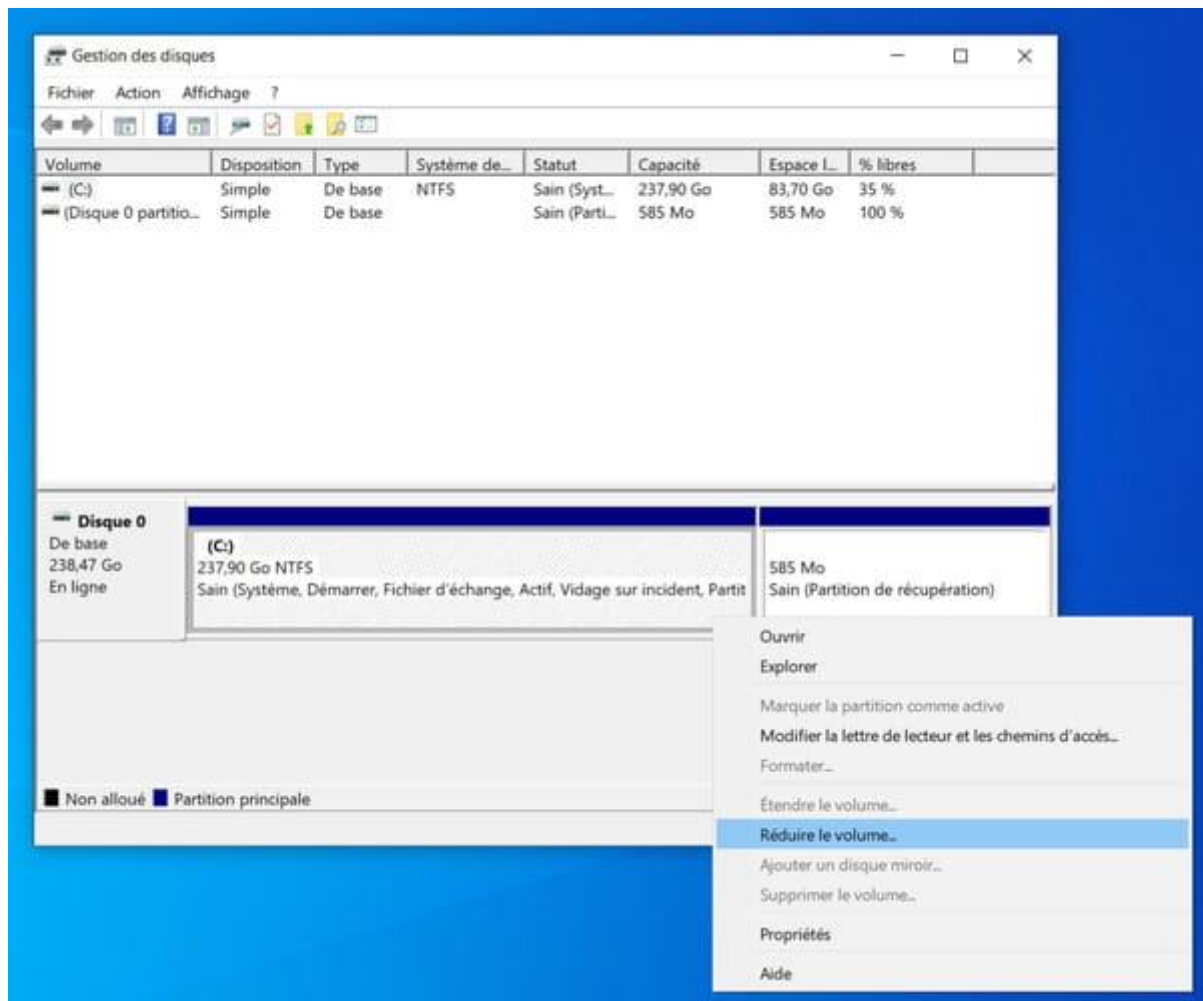 Gestion des disques
Fichier Action Affichage ?
Volume Disposition Type Système de... Statut Capacité Espace l... % libres
(C:) Simple De base NTFS Sain (Syst... 237,90 Go 83,70 Go 35 %
(Disque 0 partitio... Simple De base Sain (Parti... 585 Mo 585 Mo 100 %
Disque 0
De base
238,47 Go
En ligne
(C:)
237,90 Go NTFS
Sain (Système, Démarrer, Fichier d'échange, Actif, Vidage sur incident, Partit
585 Mo
Sain (Partition de récupération)
Non alloué Partition principale
Ouvrir
Explorer
Marquer la partition comme active
Modifier la lettre de lecteur et les chemins d'accès...
Formater...
Étendre le volume...
Réduire le volume...
Ajouter un disque miroir...
Supprimer le volume...
Propriétés
Aide